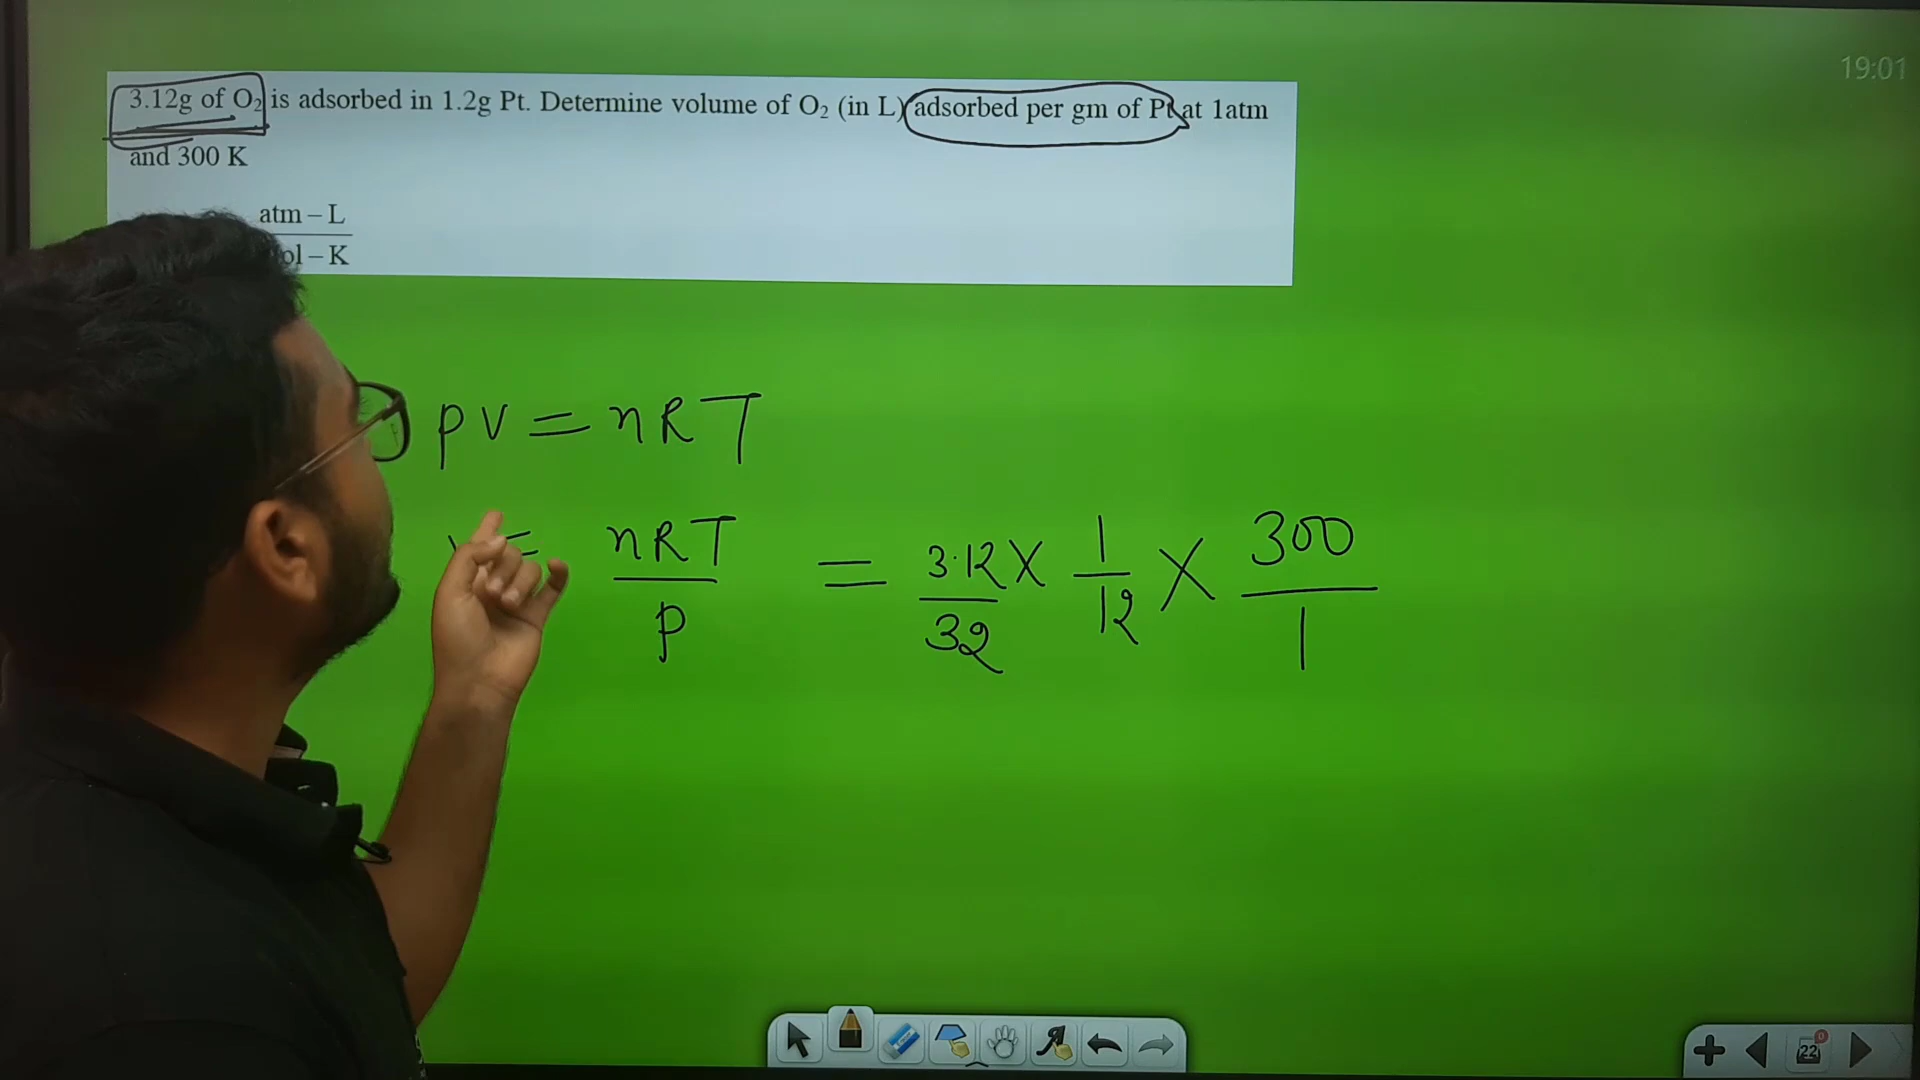 19:01
3.12g of O₂ is adsorbed in 1.2g Pt. Determine volume of O₂ (in L) adsorbed per gm of Pt at 1atm
and 300 K
atm – L
ol – K
PV = nRT
= nRT / P = 3.12 / 32 × 1 / 12 × 300 / 1
22